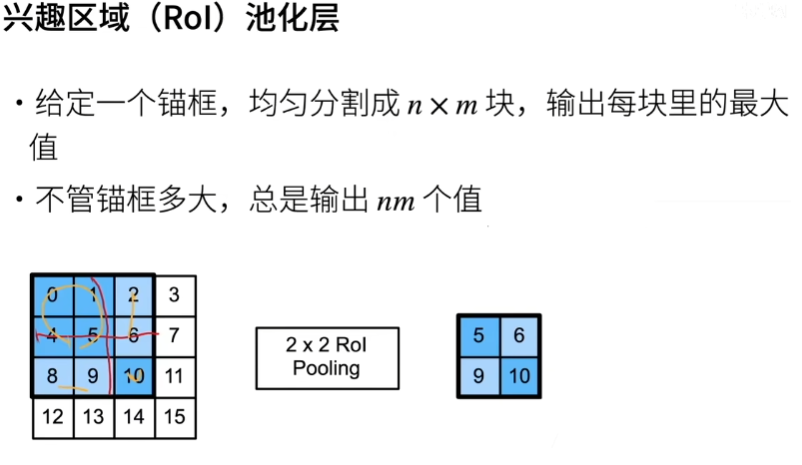 兴趣区域（RoI）池化层
• 给定一个锚框，均匀分割成 n × m 块，输出每块里的最大
值
• 不管锚框多大，总是输出 nm 个值
0 1 2 3
4 5 6 7
8 9 10 11
12 13 14 15
2 x 2 RoI
Pooling
5 6
9 10